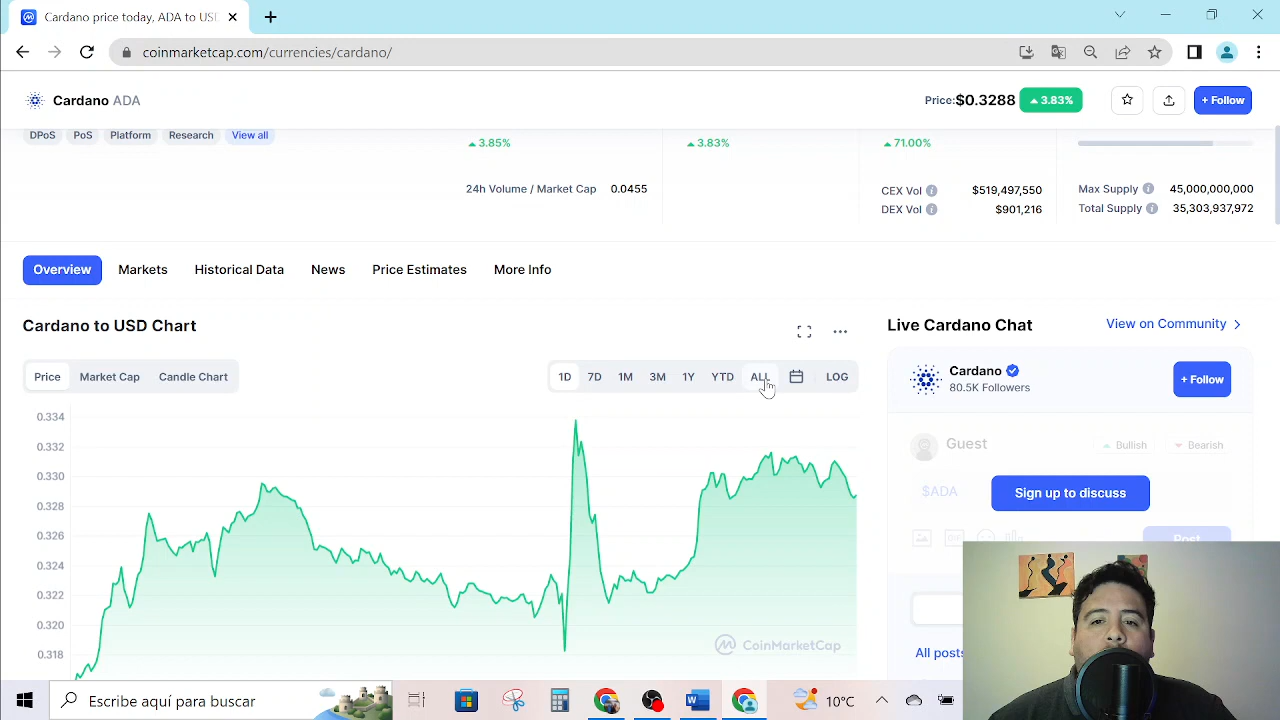 Cardano price today, ADA to USD
coinmarketcap.com/currencies/cardano/
Cardano ADA
Price:$0.3288 3.83%
+ Follow
DPoS PoS Platform Research View all
3.85%
3.83%
71.00%
24h Volume / Market Cap 0.0455
CEX Vol $519,497,550
DEX Vol $901,216
Max Supply 45,000,000,000
Total Supply 35,303,937,972
Overview Markets Historical Data News Price Estimates More Info
Cardano to USD Chart
Price Market Cap Candle Chart
1D 7D 1M 3M 1Y YTD ALL LOG
0.334
0.332
0.330
0.328
0.326
0.324
0.322
0.320
0.318
CoinMarketCap
Live Cardano Chat
View on Community
Cardano
80.5K Followers
+ Follow
Guest
Bullish Bearish
$ADA
Sign up to discuss
GIF
Post
All posts
Escribe aquí para buscar
10°C